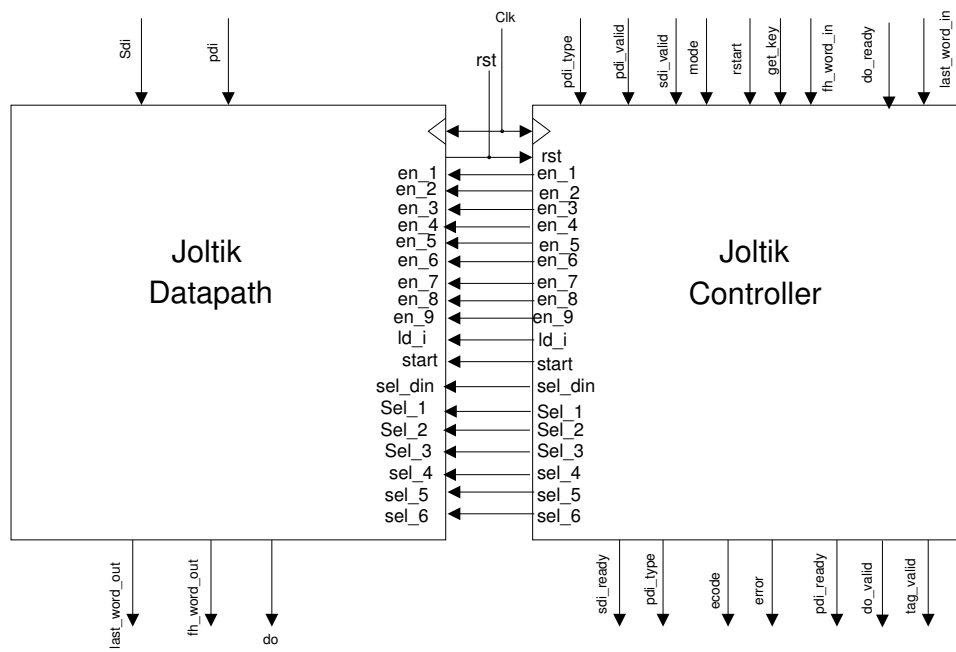 Clk
rst
Sdi
pdi
pdi_type
pdi_valid
sdi_valid
mode
rstart
get_key
fh_word_in
do_ready
last_word_in
Joltik
Datapath
Joltik
Controller
rst
en_1
en_1
en_2
en_2
en_3
en_3
en_4
en_4
en_5
en_5
en_6
en_6
en_7
en_7
en_8
en_8
en_9
en_9
ld_i
ld_i
start
start
sel_din
sel_din
Sel_1
Sel_1
Sel_2
Sel_2
Sel_3
Sel_3
sel_4
sel_4
sel_5
sel_5
sel_6
sel_6
last_word_out
fh_word_out
do
sdi_ready
pdi_type
ecode
error
pdi_ready
do_valid
tag_valid